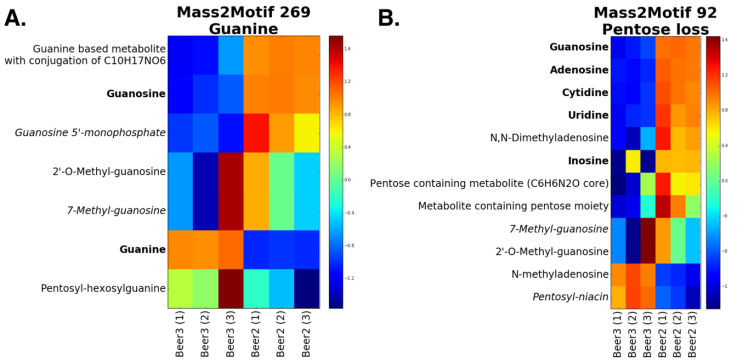 A.
Mass2Motif 269
Guanine
Guanine based metabolite
with conjugation of C10H17NO6
Guanosine
Guanosine 5'-monophosphate
2'-O-Methyl-guanosine
7-Methyl-guanosine
Guanine
Pentosyl-hexosylguanine
1.6
1.2
0.8
0.4
0.0
-0.4
-0.8
-1.2
Beer3 (1)
Beer3 (2)
Beer3 (3)
Beer2 (1)
Beer2 (2)
Beer2 (3)
B.
Mass2Motif 92
Pentose loss
Guanosine
Adenosine
Cytidine
Uridine
N,N-Dimethyladenosine
Inosine
Pentose containing metabolite (C6H6N2O core)
Metabolite containing pentose moiety
7-Methyl-guanosine
2'-O-Methyl-guanosine
N-methyladenosine
Pentosyl-niacin
Beer3 (1)
Beer3 (2)
Beer3 (3)
Beer2 (1)
Beer2 (2)
Beer2 (3)